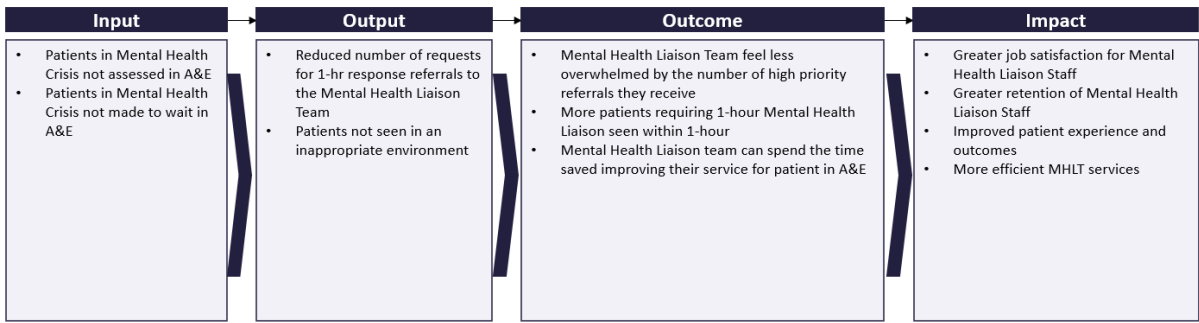 Input
• Patients in Mental Health
Crisis not assessed in A&E
• Patients in Mental Health
Crisis not made to wait in
A&E
Output
• Reduced number of requests
for 1-hr response referrals to
the Mental Health Liaison
Team
• Patients not seen in an
inappropriate environment
Outcome
• Mental Health Liaison Team feel less
overwhelmed by the number of high priority
referrals they receive
• More patients requiring 1-hour Mental Health
Liaison seen within 1-hour
• Mental Health Liaison team can spend the time
saved improving their service for patient in A&E
Impact
• Greater job satisfaction for Mental
Health Liaison Staff
• Greater retention of Mental Health
Liaison Staff
• Improved patient experience and
outcomes
• More efficient MHLT services